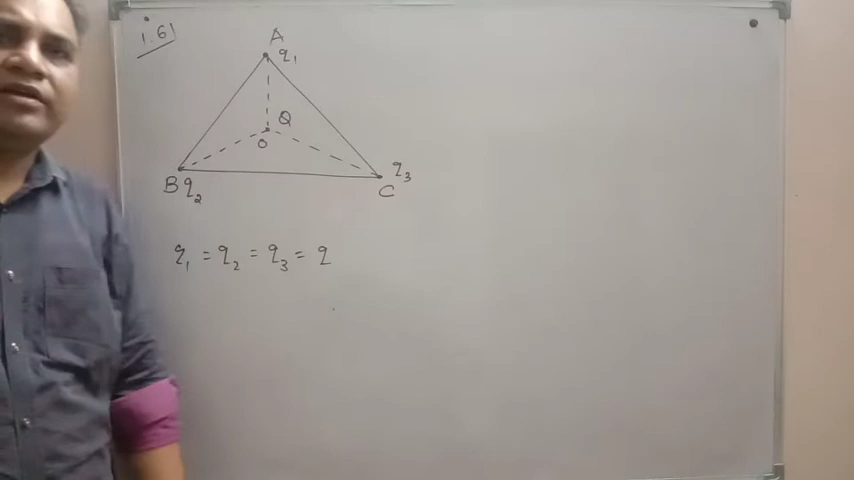 1.61
A
q1
Q
O
q3
B q2
C
q1 = q2 = q3 = q